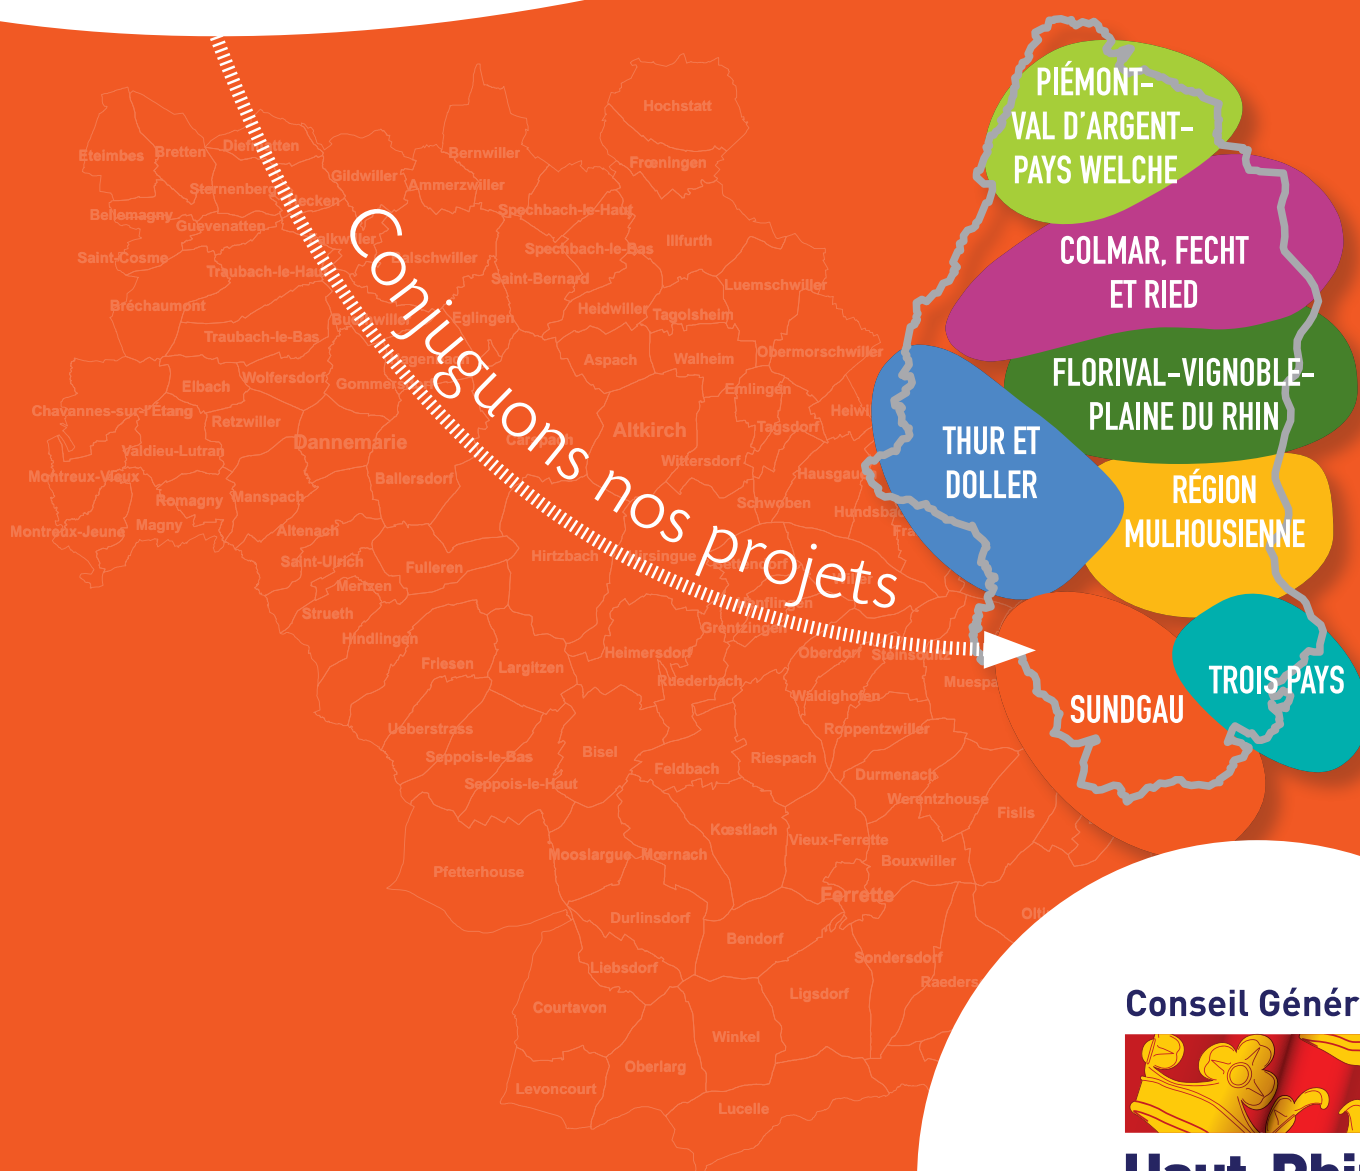 PIÉMONT-
VAL D'ARGENT-
PAYS WELCHE
COLMAR, FECHT
ET RIED
FLORIVAL-VIGNOBLE-
PLAINE DU RHIN
THUR ET
DOLLER
RÉGION
MULHOUSIENNE
TROIS PAYS
SUNDGAU
Conjuguons nos projets
Hochstatt
Eteimbes
Bretten
Bernwiller
Frœningen
Gildwiller
Ammerzwiller
Sternenberg
Spechbach-le-Haut
Bellemagny
Guevenatten
Saint-Cosme
Spechbach-le-Bas
Illfurth
Traubach-le-Haut
Saint-Bernard
Luemschwiller
Bréchaumont
Heidwiller
Tagolsheim
Eglingen
Traubach-le-Bas
Aspach
Walheim
Obermorschwiller
Elbach
Wolfersdorf
Emlingen
Chavannes-sur-l'Etang
Retzwiller
Dannemarie
Altkirch
Tagsdorf
Valdieu-Lutran
Wittersdorf
Montreux-Vieux
Ballersdorf
Romagny
Manspach
Schwoben
Montreux-Jeune
Magny
Altenach
Hirtzbach
Saint-Ulrich
Fulleren
Mertzen
Strueth
Hindlingen
Grentzingen
Friesen
Largitzen
Heimersdorf
Oberdorf
Ruederbach
Waldighofen
Ueberstrass
Roppentzwiller
Seppois-le-Bas
Bisel
Riespach
Feldbach
Durmenach
Seppois-le-Haut
Werentzhouse
Fislis
Kœstlach
Vieux-Ferrette
Mooslargue
Mœrnach
Bouxwiller
Pfetterhouse
Ferrette
Durlinsdorf
Bendorf
Sondersdorf
Liebsdorf
Raeders
Ligsdorf
Courtavon
Winkel
Oberlarg
Levoncourt
Lucelle
Conseil Génér